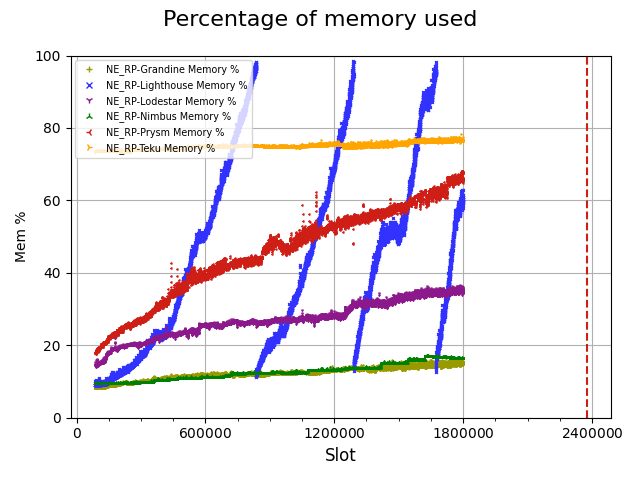 Percentage of memory used
100
80
60
40
20
0
Mem %
NE_RP-Grandine Memory %
NE_RP-Lighthouse Memory %
NE_RP-Lodestar Memory %
NE_RP-Nimbus Memory %
NE_RP-Prysm Memory %
NE_RP-Teku Memory %
0 600000 1200000 1800000 2400000
Slot